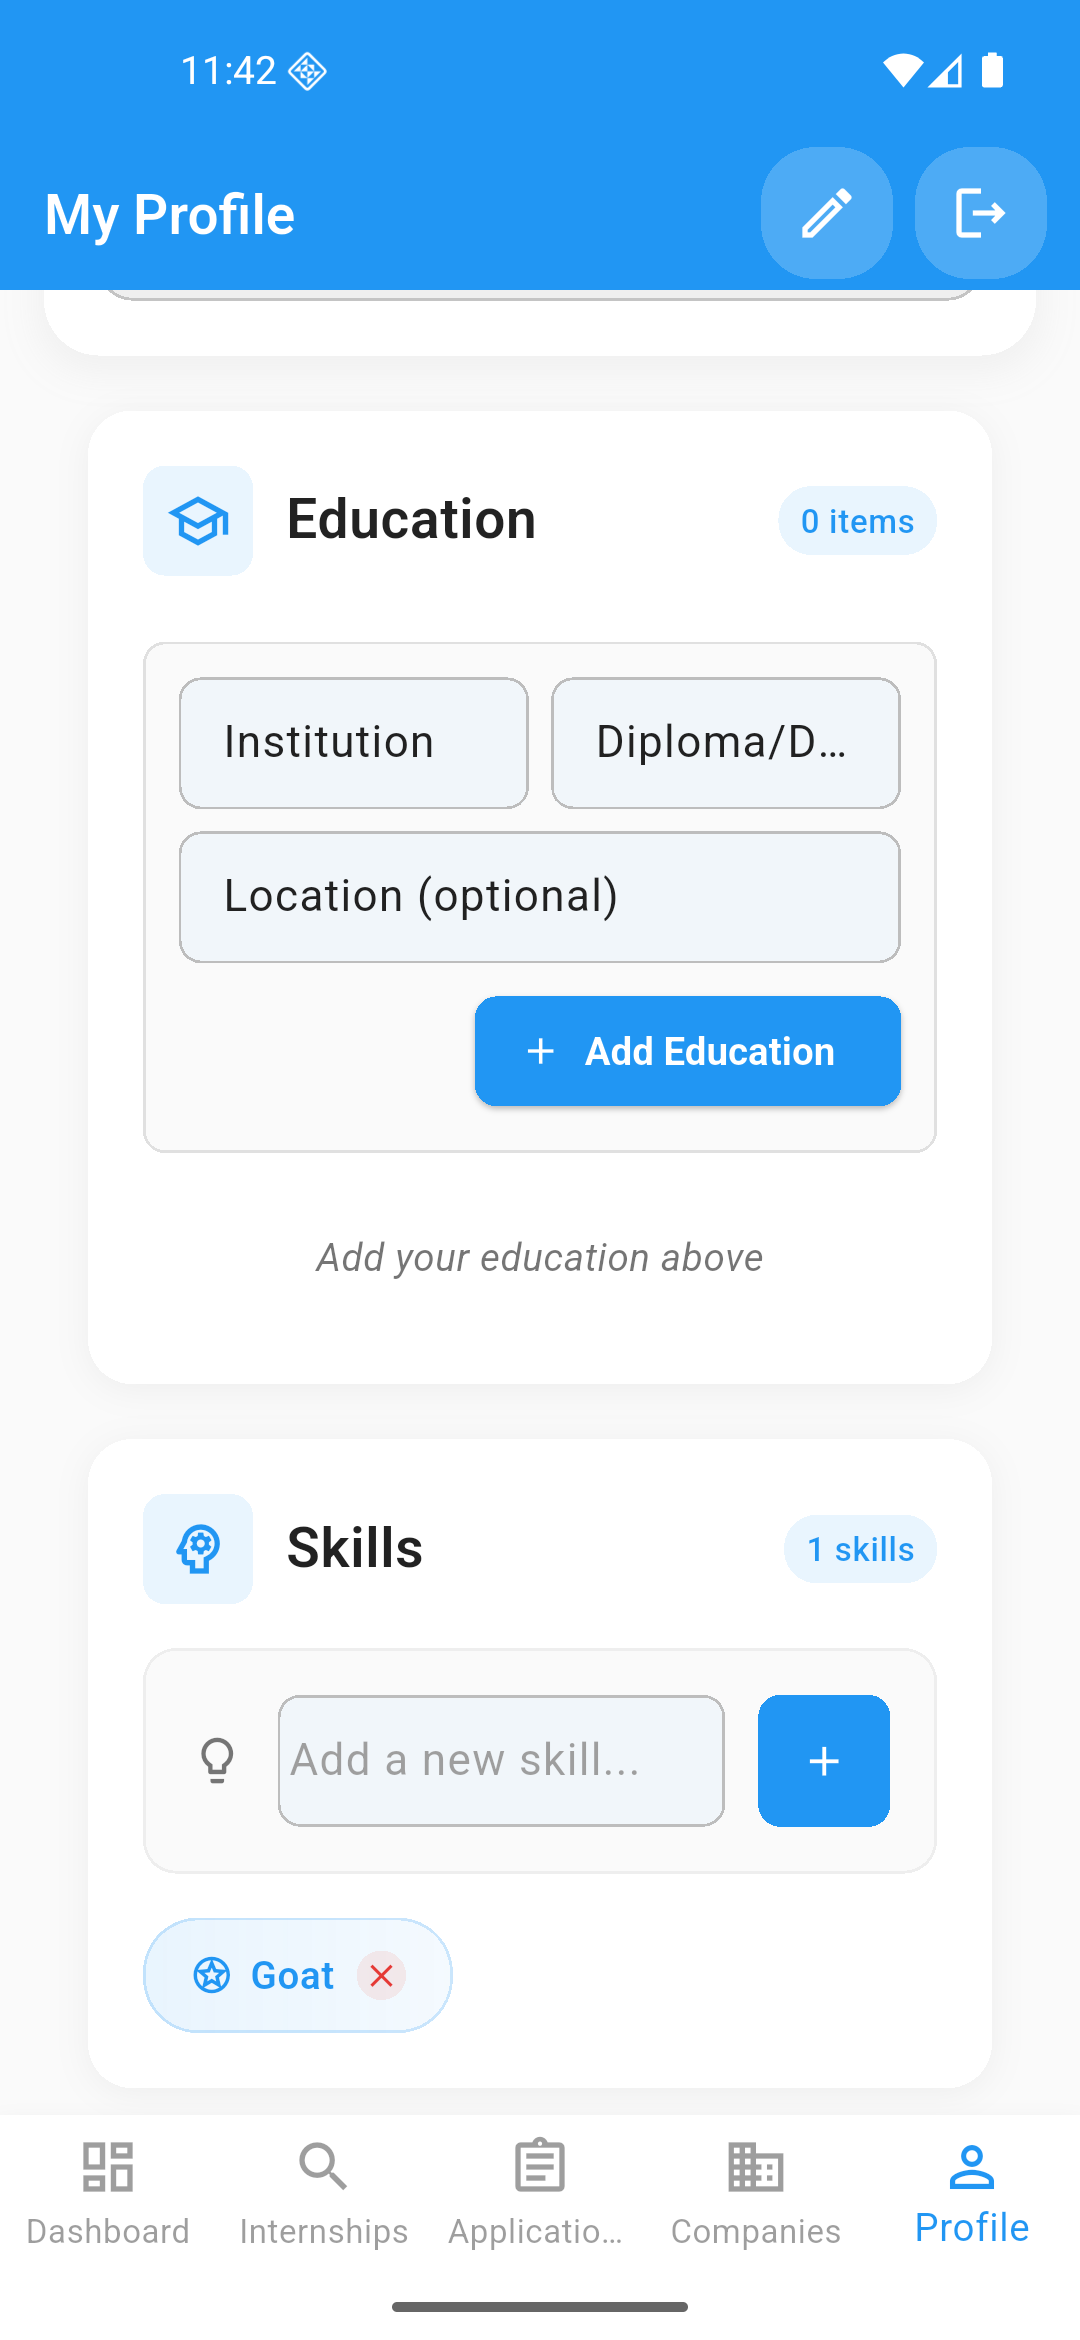 11:42
My Profile
Education
0 items
Institution
Diploma/D...
Location (optional)
+ Add Education
Add your education above
Skills
1 skills
Add a new skill...
+
Goat
Dashboard
Internships
Applicatio...
Companies
Profile